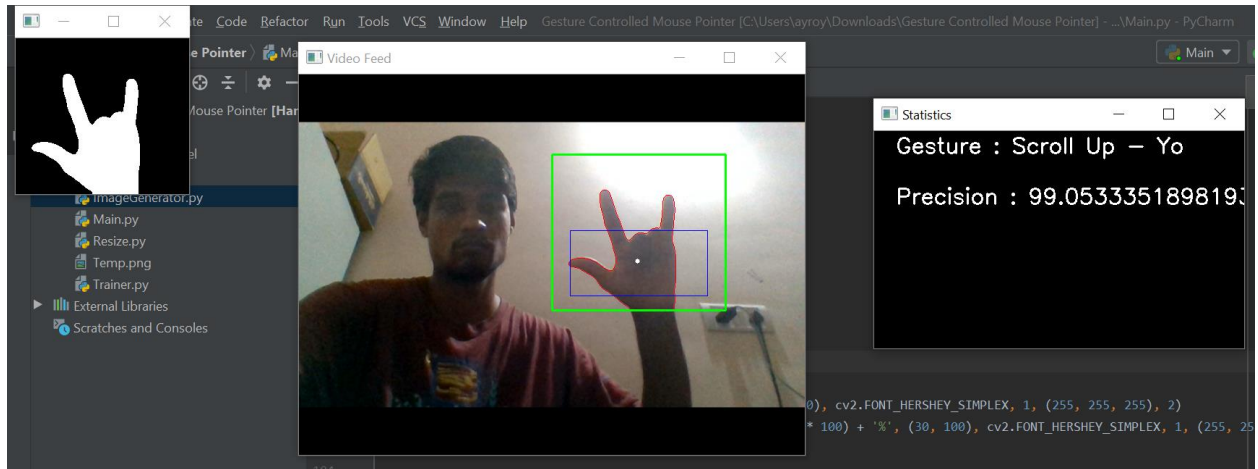 Code Refactor Run Tools VCS Window Help Gesture Controlled Mouse Pointer [C:\Users\ayroy\Downloads\Gesture Controlled Mouse Pointer] - ...\Main.py - PyCharm
Pointer
Main
Video Feed
Mouse Pointer [Har
Statistics
Gesture : Scroll Up - Yo
Precision : 99.0533351898193
ImageGenerator.py
Main.py
Resize.py
Temp.png
Trainer.py
External Libraries
Scratches and Consoles
0), cv2.FONT_HERSHEY_SIMPLEX, 1, (255, 255, 255), 2)
* 100) + '%', (30, 100), cv2.FONT_HERSHEY_SIMPLEX, 1, (255, 25